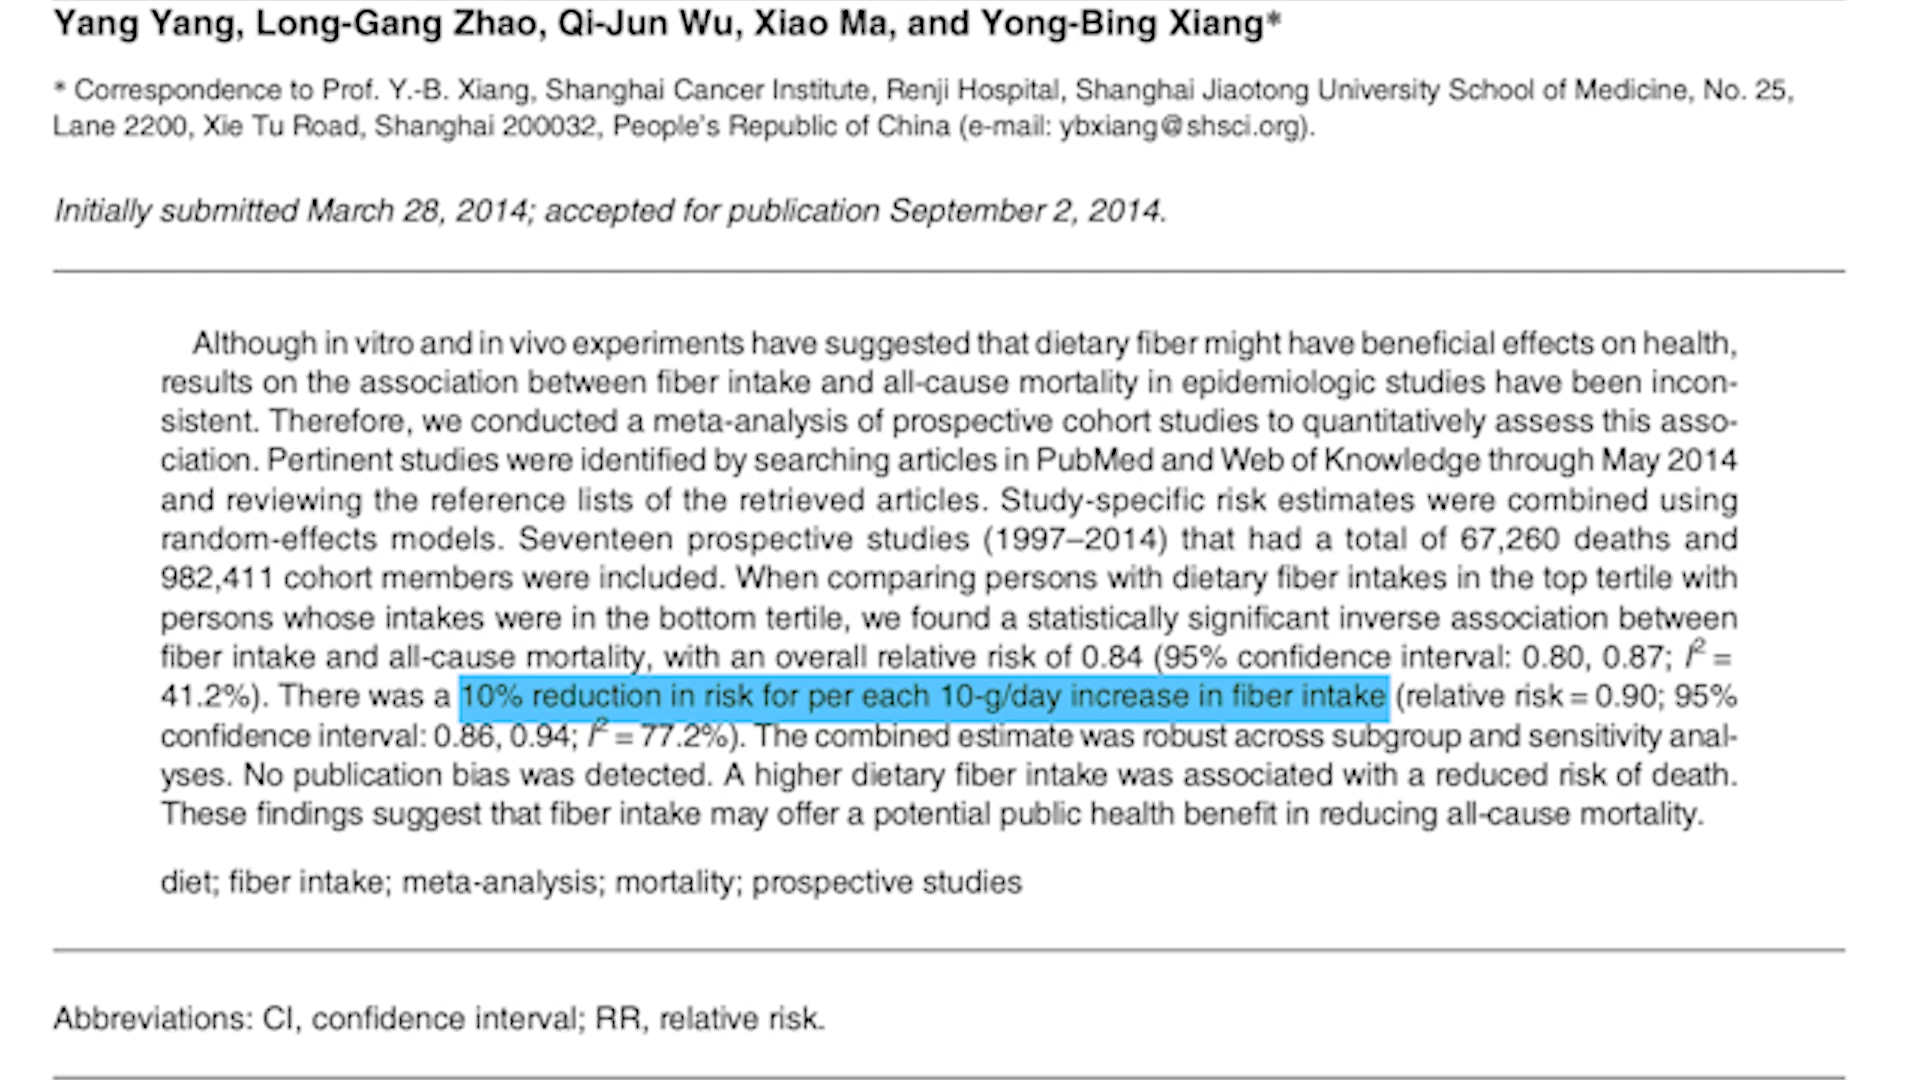 Yang Yang, Long-Gang Zhao, Qi-Jun Wu, Xiao Ma, and Yong-Bing Xiang*
* Correspondence to Prof. Y.-B. Xiang, Shanghai Cancer Institute, Renji Hospital, Shanghai Jiaotong University School of Medicine, No. 25,
Lane 2200, Xie Tu Road, Shanghai 200032, People's Republic of China (e-mail: ybxiang@shsci.org).
Initially submitted March 28, 2014; accepted for publication September 2, 2014.
Although in vitro and in vivo experiments have suggested that dietary fiber might have beneficial effects on health,
results on the association between fiber intake and all-cause mortality in epidemiologic studies have been incon-
sistent. Therefore, we conducted a meta-analysis of prospective cohort studies to quantitatively assess this asso-
ciation. Pertinent studies were identified by searching articles in PubMed and Web of Knowledge through May 2014
and reviewing the reference lists of the retrieved articles. Study-specific risk estimates were combined using
random-effects models. Seventeen prospective studies (1997–2014) that had a total of 67,260 deaths and
982,411 cohort members were included. When comparing persons with dietary fiber intakes in the top tertile with
persons whose intakes were in the bottom tertile, we found a statistically significant inverse association between
fiber intake and all-cause mortality, with an overall relative risk of 0.84 (95% confidence interval: 0.80, 0.87; I² =
41.2%). There was a 10% reduction in risk for per each 10-g/day increase in fiber intake (relative risk = 0.90; 95%
confidence interval: 0.86, 0.94; I² = 77.2%). The combined estimate was robust across subgroup and sensitivity anal-
yses. No publication bias was detected. A higher dietary fiber intake was associated with a reduced risk of death.
These findings suggest that fiber intake may offer a potential public health benefit in reducing all-cause mortality.
diet; fiber intake; meta-analysis; mortality; prospective studies
Abbreviations: CI, confidence interval; RR, relative risk.